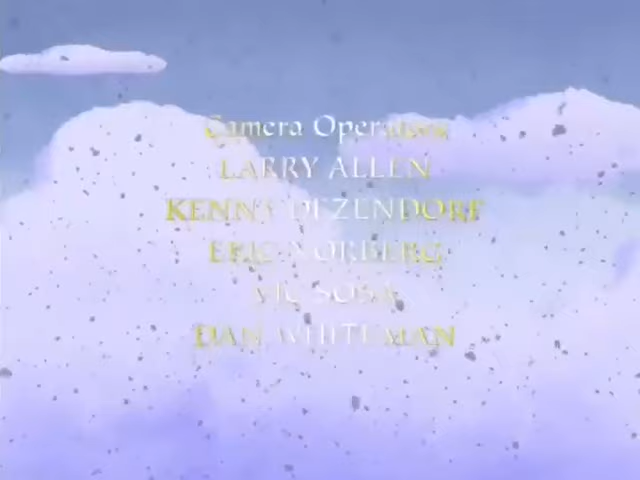 Camera Operators
LARRY ALLEN
KENNY DEZENDORF
ERIC NORBERG
VIC SOSA
DAN WHITEMAN